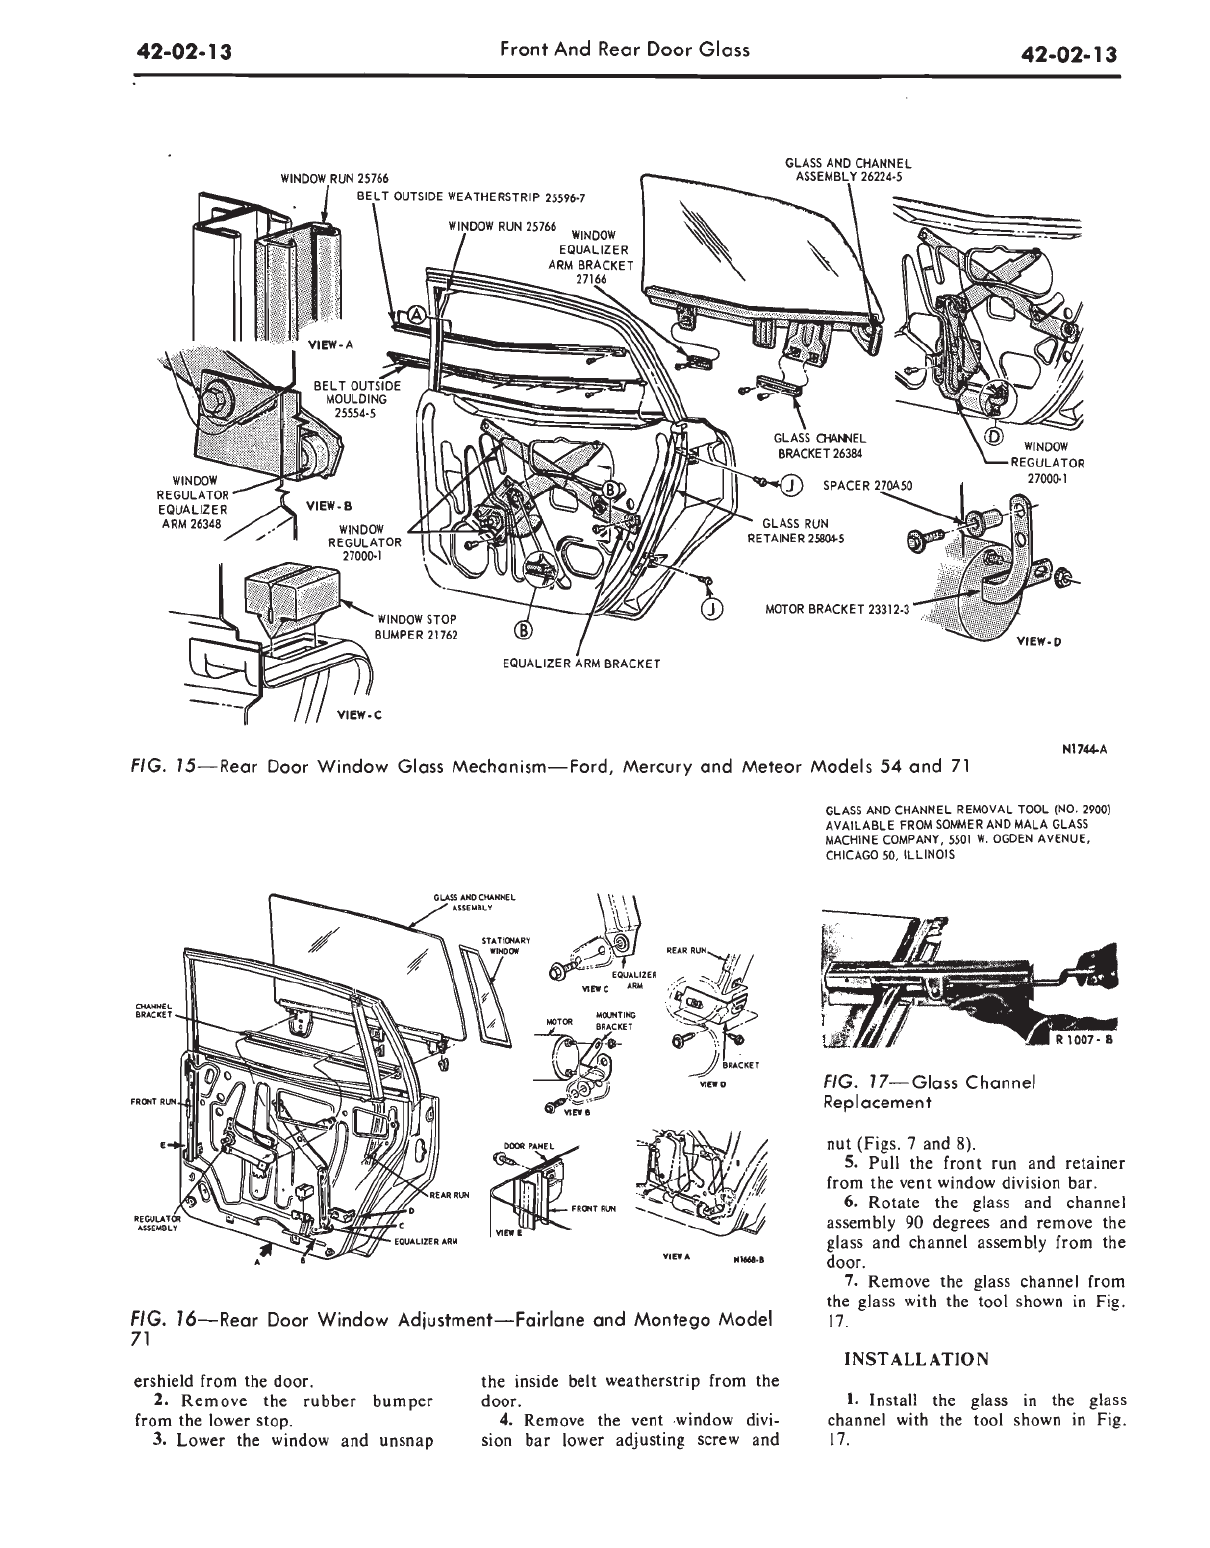 42-02-13
Front And Rear Door Glass
42-02-13
GLASS AND CHANNEL
ASSEMBLY 26224-5
WINDOW RUN 25766
BELT OUTSIDE WEATHERSTRIP 25596-7
WINDOW RUN 25766
WINDOW
EQUALIZER
ARM BRACKET
27166
A
VIEW-A
BELT OUTSIDE
MOULDING
25554-5
GLASS CHANNEL
BRACKET 26384
D
WINDOW
REGULATOR
27000-1
WINDOW
REGULATOR
EQUALIZER
ARM 26348
VIEW-B
WINDOW
REGULATOR
27000-1
B
J
SPACER 270A50
GLASS RUN
RETAINER 25804-5
WINDOW STOP
BUMPER 21762
B
J
MOTOR BRACKET 23312-3
VIEW-D
EQUALIZER ARM BRACKET
VIEW-C
N1744-A
FIG. 15—Rear Door Window Glass Mechanism—Ford, Mercury and Meteor Models 54 and 71
GLASS AND CHANNEL REMOVAL TOOL (NO. 2900)
AVAILABLE FROM SOMMER AND MALA GLASS
MACHINE COMPANY, 5501 W. OGDEN AVENUE,
CHICAGO 50, ILLINOIS
GLASS AND CHANNEL
ASSEMBLY
STATIONARY
WINDOW
CHANNEL
BRACKET
FRONT RUN
E
REGULATOR
ASSEMBLY
A
B
C
D
REAR RUN
EQUALIZER ARM
EQUALIZER
ARM
VIEW C
REAR RUN
MOTOR
MOUNTING
BRACKET
VIEW B
BRACKET
VIEW D
DOOR PANEL
FRONT RUN
VIEW E
VIEW A
N1668-B
R1007-B
FIG. 16—Rear Door Window Adjustment—Fairlane and Montego Model
71
FIG. 17—Glass Channel
Replacement
ershield from the door.
2. Remove the rubber bumper
from the lower stop.
3. Lower the window and unsnap
the inside belt weatherstrip from the
door.
4. Remove the vent window divi-
sion bar lower adjusting screw and
nut (Figs. 7 and 8).
5. Pull the front run and retainer
from the vent window division bar.
6. Rotate the glass and channel
assembly 90 degrees and remove the
glass and channel assembly from the
door.
7. Remove the glass channel from
the glass with the tool shown in Fig.
17.
INSTALLATION
1. Install the glass in the glass
channel with the tool shown in Fig.
17.